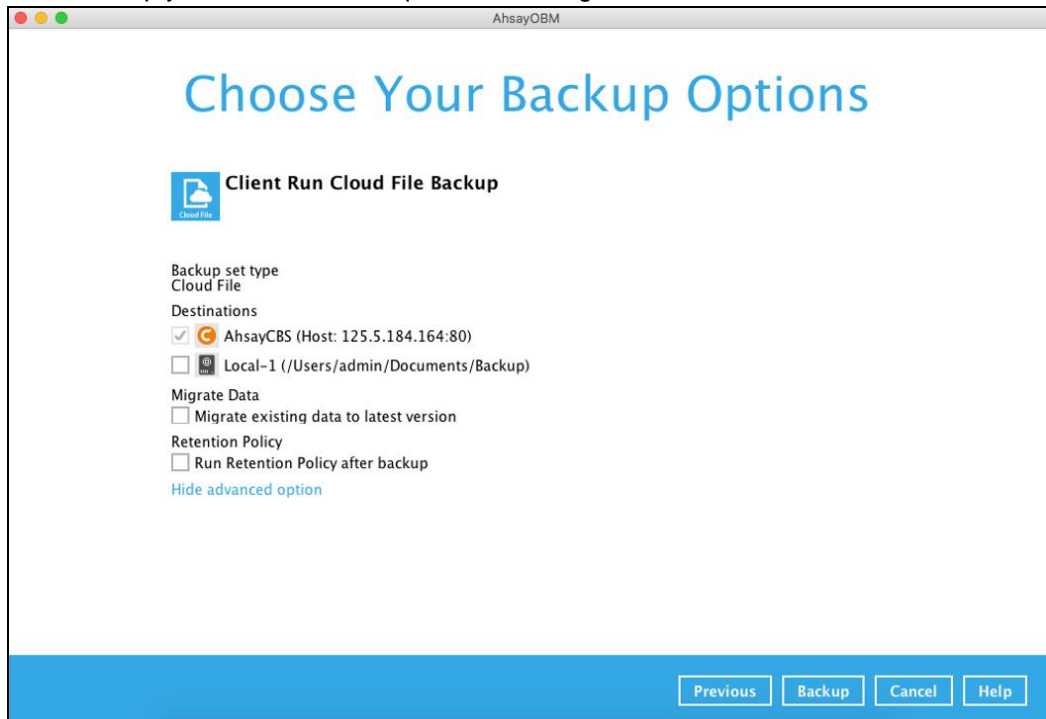 AhsayOBM
Choose Your Backup Options
Client Run Cloud File Backup
Cloud File
Backup set type
Cloud File
Destinations
AhsayCBS (Host: 125.5.184.164:80)
Local-1 (/Users/admin/Documents/Backup)
Migrate Data
Migrate existing data to latest version
Retention Policy
Run Retention Policy after backup
Hide advanced option
Previous Backup Cancel Help